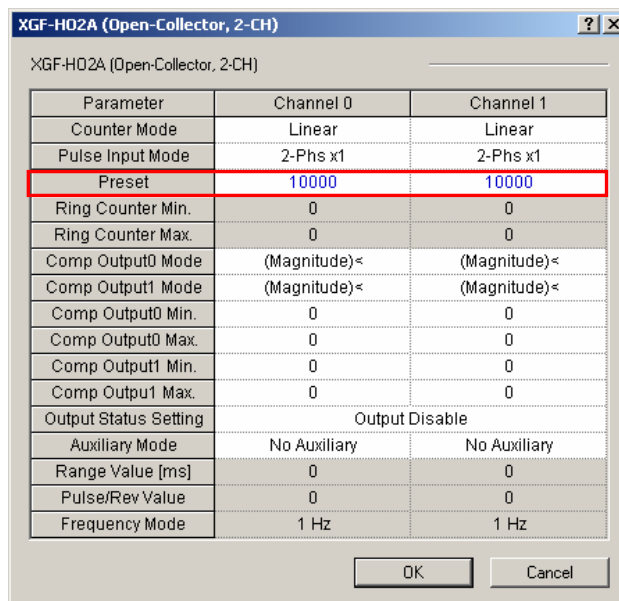 XGF-HO2A (Open-Collector, 2-CH)
XGF-HO2A (Open-Collector, 2-CH)
Parameter Channel 0 Channel 1
Counter Mode Linear Linear
Pulse Input Mode 2-Phs x1 2-Phs x1
Preset 10000 10000
Ring Counter Min. 0 0
Ring Counter Max. 0 0
Comp Output0 Mode (Magnitude)< (Magnitude)<
Comp Output1 Mode (Magnitude)< (Magnitude)<
Comp Output0 Min. 0 0
Comp Output0 Max. 0 0
Comp Output1 Min. 0 0
Comp Outpu1 Max. 0 0
Output Status Setting Output Disable
Auxiliary Mode No Auxiliary No Auxiliary
Range Value [ms] 0 0
Pulse/Rev Value 0 0
Frequency Mode 1 Hz 1 Hz
OK Cancel